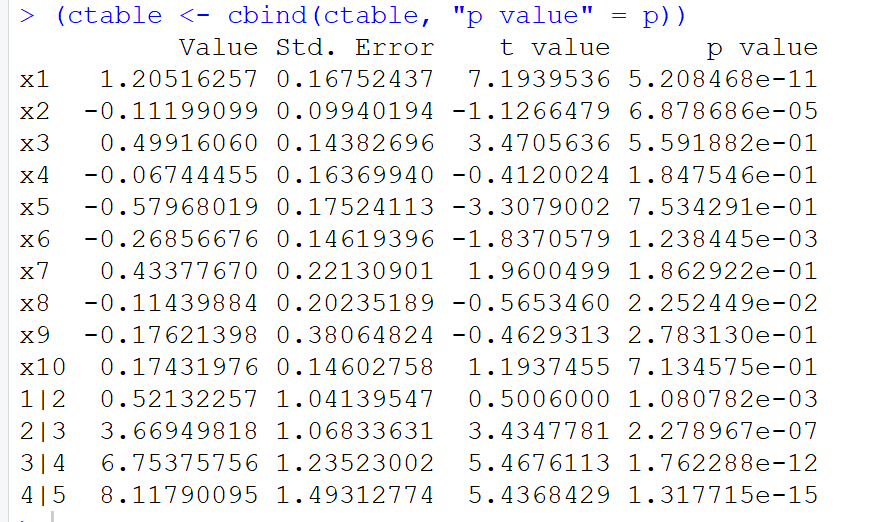 > (ctable <- cbind(ctable, "p value" = p))
Value Std. Error t value p value
x1 1.20516257 0.16752437 7.1939536 5.208468e-11
x2 -0.11199099 0.09940194 -1.1266479 6.878686e-05
x3 0.49916060 0.14382696 3.4705636 5.591882e-01
x4 -0.06744455 0.16369940 -0.4120024 1.847546e-01
x5 -0.57968019 0.17524113 -3.3079002 7.534291e-01
x6 -0.26856676 0.14619396 -1.8370579 1.238445e-03
x7 0.43377670 0.22130901 1.9600499 1.862922e-01
x8 -0.11439884 0.20235189 -0.5653460 2.252449e-02
x9 -0.17621398 0.38064824 -0.4629313 2.783130e-01
x10 0.17431976 0.14602758 1.1937455 7.134575e-01
1|2 0.52132257 1.04139547 0.5006000 1.080782e-03
2|3 3.66949818 1.06833631 3.4347781 2.278967e-07
3|4 6.75375756 1.23523002 5.4676113 1.762288e-12
4|5 8.11790095 1.49312774 5.4368429 1.317715e-15